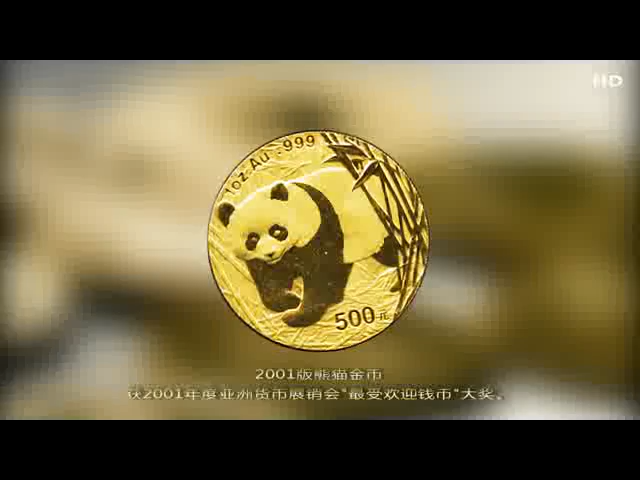 HD
1oz Au .999
500元
2001版熊猫金币
获2001年度亚洲货币展销会“最受欢迎钱币”大奖。